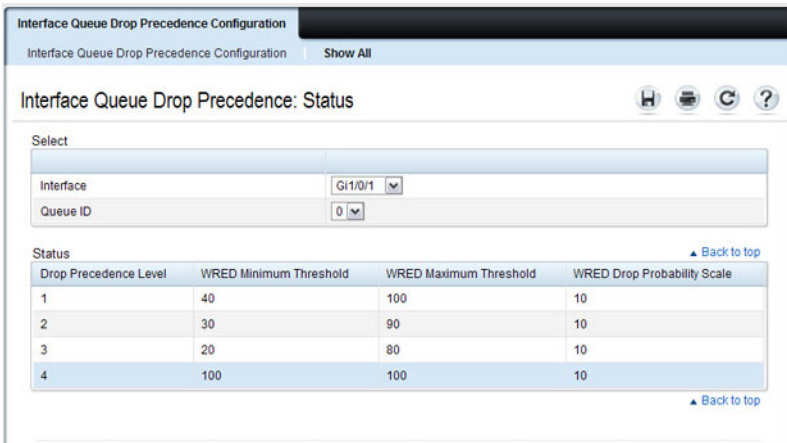 Interface Queue Drop Precedence Configuration
Interface Queue Drop Precedence Configuration Show All
Interface Queue Drop Precedence: Status
Select
Interface Gi1/0/1
Queue ID 0
Status Back to top
Drop Precedence Level WRED Minimum Threshold WRED Maximum Threshold WRED Drop Probability Scale
1 40 100 10
2 30 90 10
3 20 80 10
4 100 100 10
Back to top